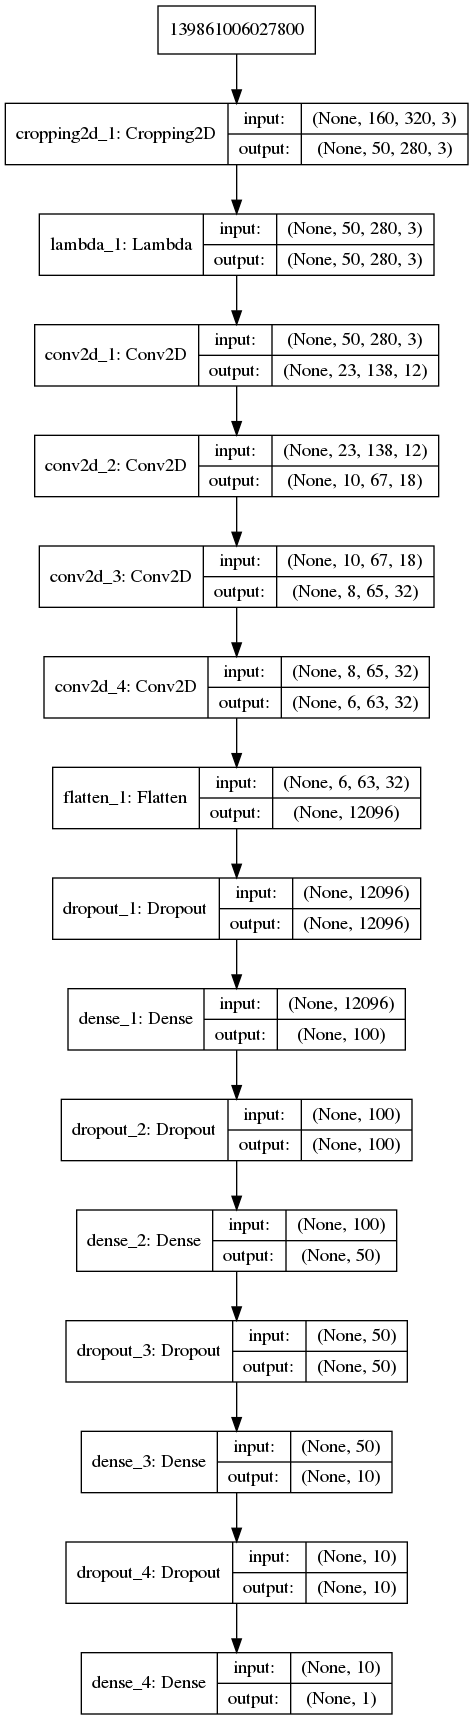 139861006027800
cropping2d_1: Cropping2D
input: (None, 160, 320, 3)
output: (None, 50, 280, 3)
lambda_1: Lambda
input: (None, 50, 280, 3)
output: (None, 50, 280, 3)
conv2d_1: Conv2D
input: (None, 50, 280, 3)
output: (None, 23, 138, 12)
conv2d_2: Conv2D
input: (None, 23, 138, 12)
output: (None, 10, 67, 18)
conv2d_3: Conv2D
input: (None, 10, 67, 18)
output: (None, 8, 65, 32)
conv2d_4: Conv2D
input: (None, 8, 65, 32)
output: (None, 6, 63, 32)
flatten_1: Flatten
input: (None, 6, 63, 32)
output: (None, 12096)
dropout_1: Dropout
input: (None, 12096)
output: (None, 12096)
dense_1: Dense
input: (None, 12096)
output: (None, 100)
dropout_2: Dropout
input: (None, 100)
output: (None, 100)
dense_2: Dense
input: (None, 100)
output: (None, 50)
dropout_3: Dropout
input: (None, 50)
output: (None, 50)
dense_3: Dense
input: (None, 50)
output: (None, 10)
dropout_4: Dropout
input: (None, 10)
output: (None, 10)
dense_4: Dense
input: (None, 10)
output: (None, 1)